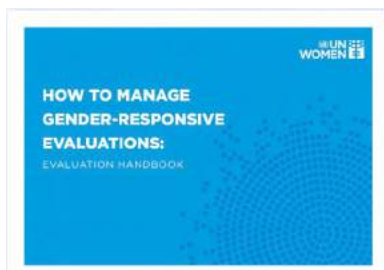 UN
WOMEN
HOW TO MANAGE
GENDER-RESPONSIVE
EVALUATIONS:
EVALUATION HANDBOOK